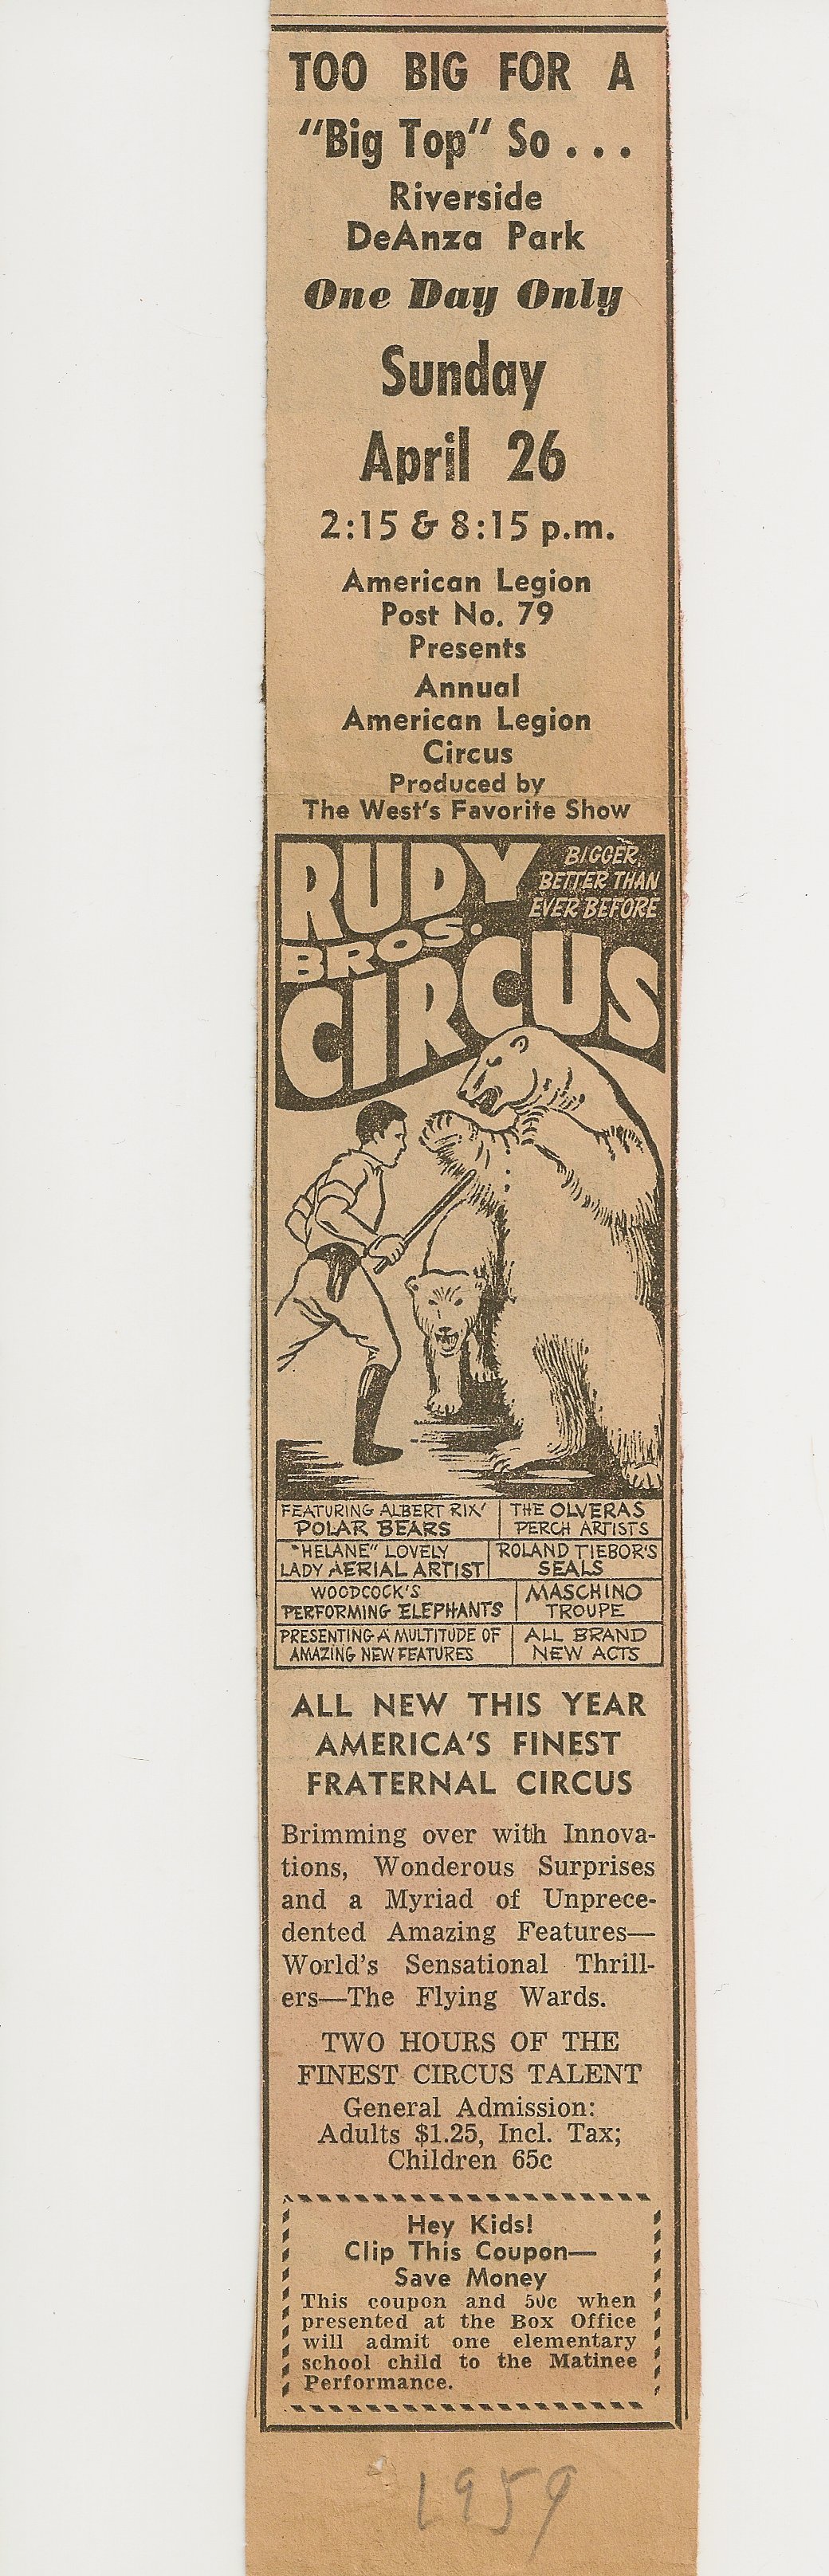 TOO BIG FOR A
"Big Top" So...
Riverside
DeAnza Park
One Day Only
Sunday
April 26
2:15 & 8:15 p.m.
American Legion
Post No. 79
Presents
Annual
American Legion
Circus
Produced by
The West's Favorite Show
RUDY
BROS.
CIRCUS
BIGGER,
BETTER THAN
EVER BEFORE
FEATURING ALBERT RIX'
POLAR BEARS
THE OLVERAS
PERCH ARTISTS
"HELANE" LOVELY
LADY AERIAL ARTIST
ROLAND TIEBOR'S
SEALS
WOODCOCK'S
PERFORMING ELEPHANTS
MASCHINO
TROUPE
PRESENTING A MULTITUDE OF
AMAZING NEW FEATURES
ALL BRAND
NEW ACTS
ALL NEW THIS YEAR
AMERICA'S FINEST
FRATERNAL CIRCUS
Brimming over with Innova-
tions, Wonderous Surprises
and a Myriad of Unprece-
dented Amazing Features—
World's Sensational Thrill-
ers—The Flying Wards.
TWO HOURS OF THE
FINEST CIRCUS TALENT
General Admission:
Adults $1.25, Incl. Tax;
Children 65c
Hey Kids!
Clip This Coupon—
Save Money
This coupon and 50c when
presented at the Box Office
will admit one elementary
school child to the Matinee
Performance.
1959